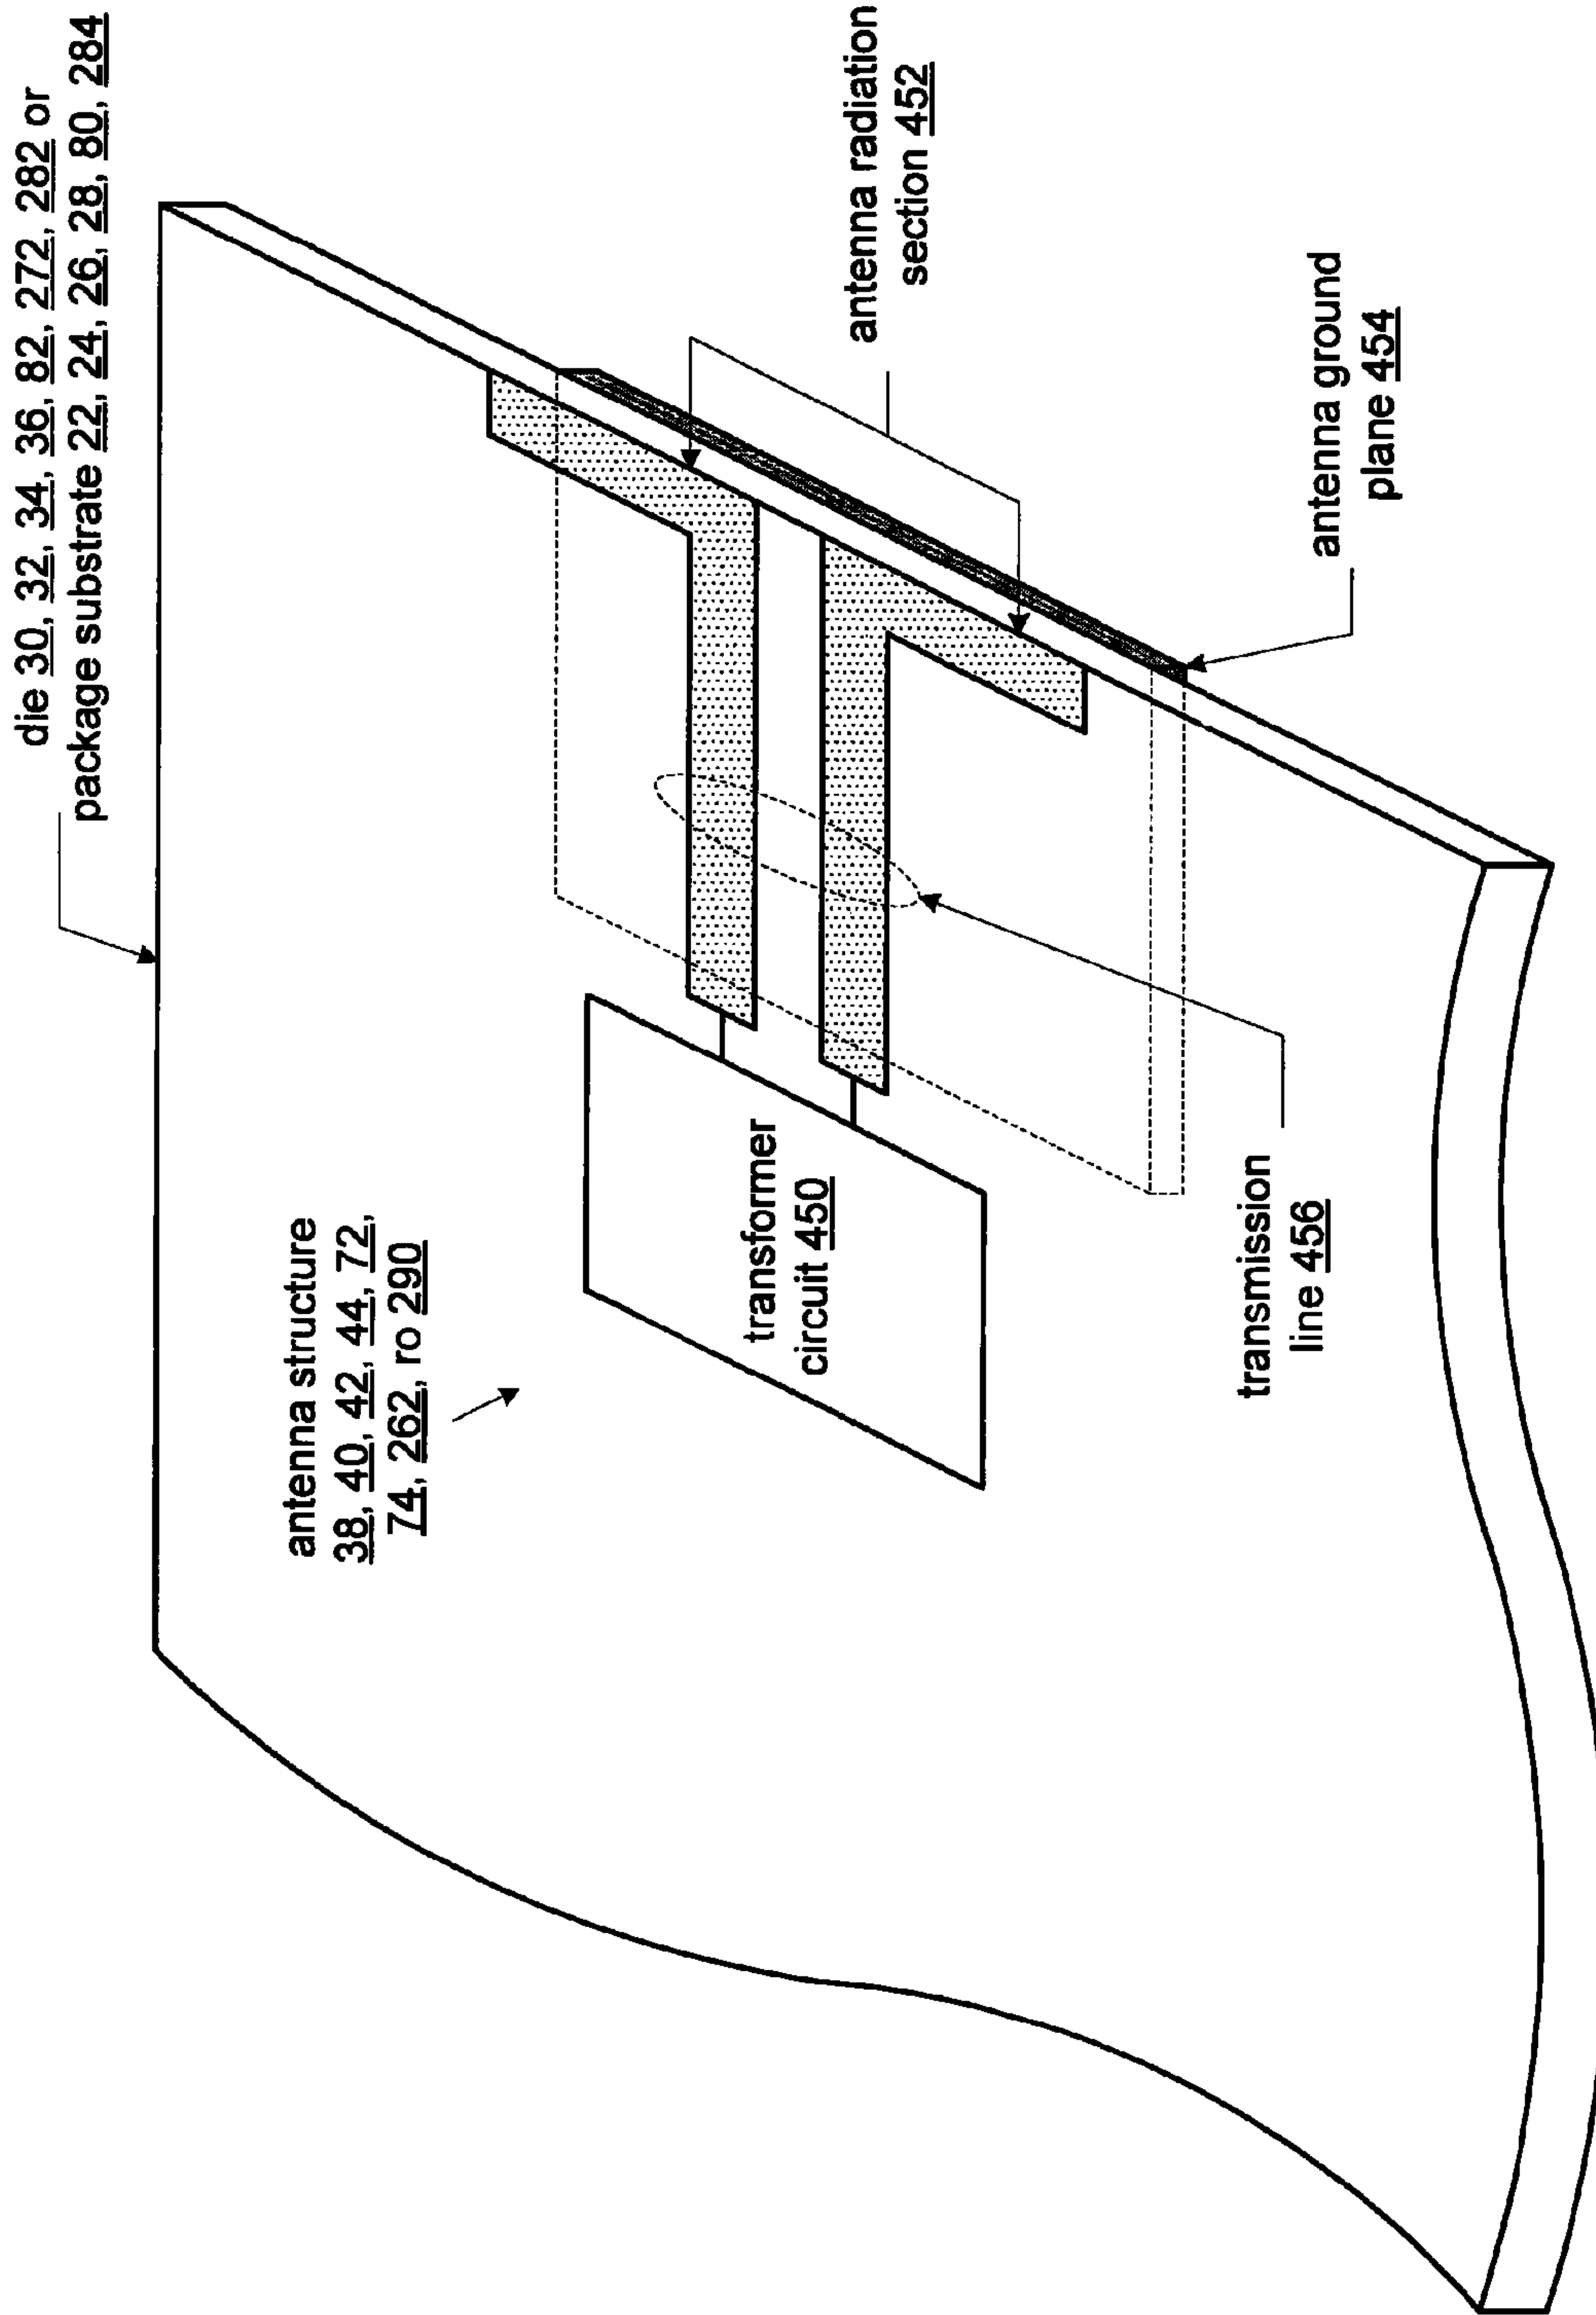 die 30, 32, 34, 36, 82, 272, 282 or
package substrate 22, 24, 26, 28, 80, 284
antenna structure
38, 40, 42, 44, 72,
74, 262, ro 290
transformer
circuit 450
antenna radiation
section 452
transmission
line 456
antenna ground
plane 454